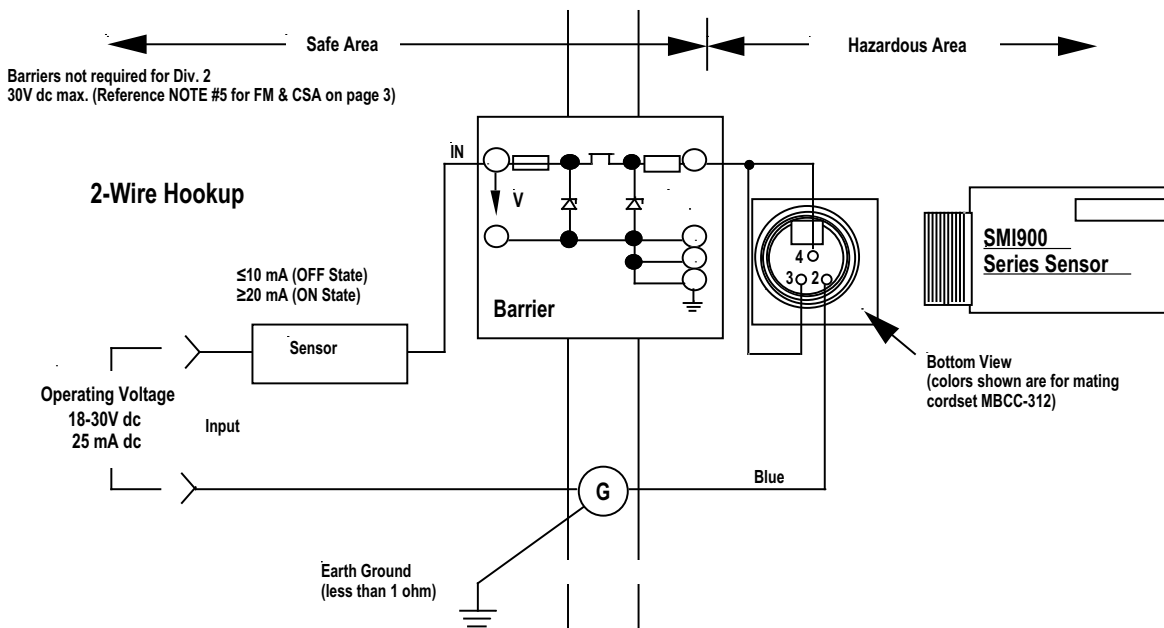 Safe Area
Hazardous Area
Barriers not required for Div. 2
30V dc max. (Reference NOTE #5 for FM & CSA on page 3)
2-Wire Hookup
IN
V
Barrier
≤10 mA (OFF State)
≥20 mA (ON State)
Sensor
Operating Voltage
18-30V dc
25 mA dc
Input
4
3
2
SMI900
Series Sensor
Bottom View
(colors shown are for mating
cordset MBCC-312)
Blue
G
Earth Ground
(less than 1 ohm)